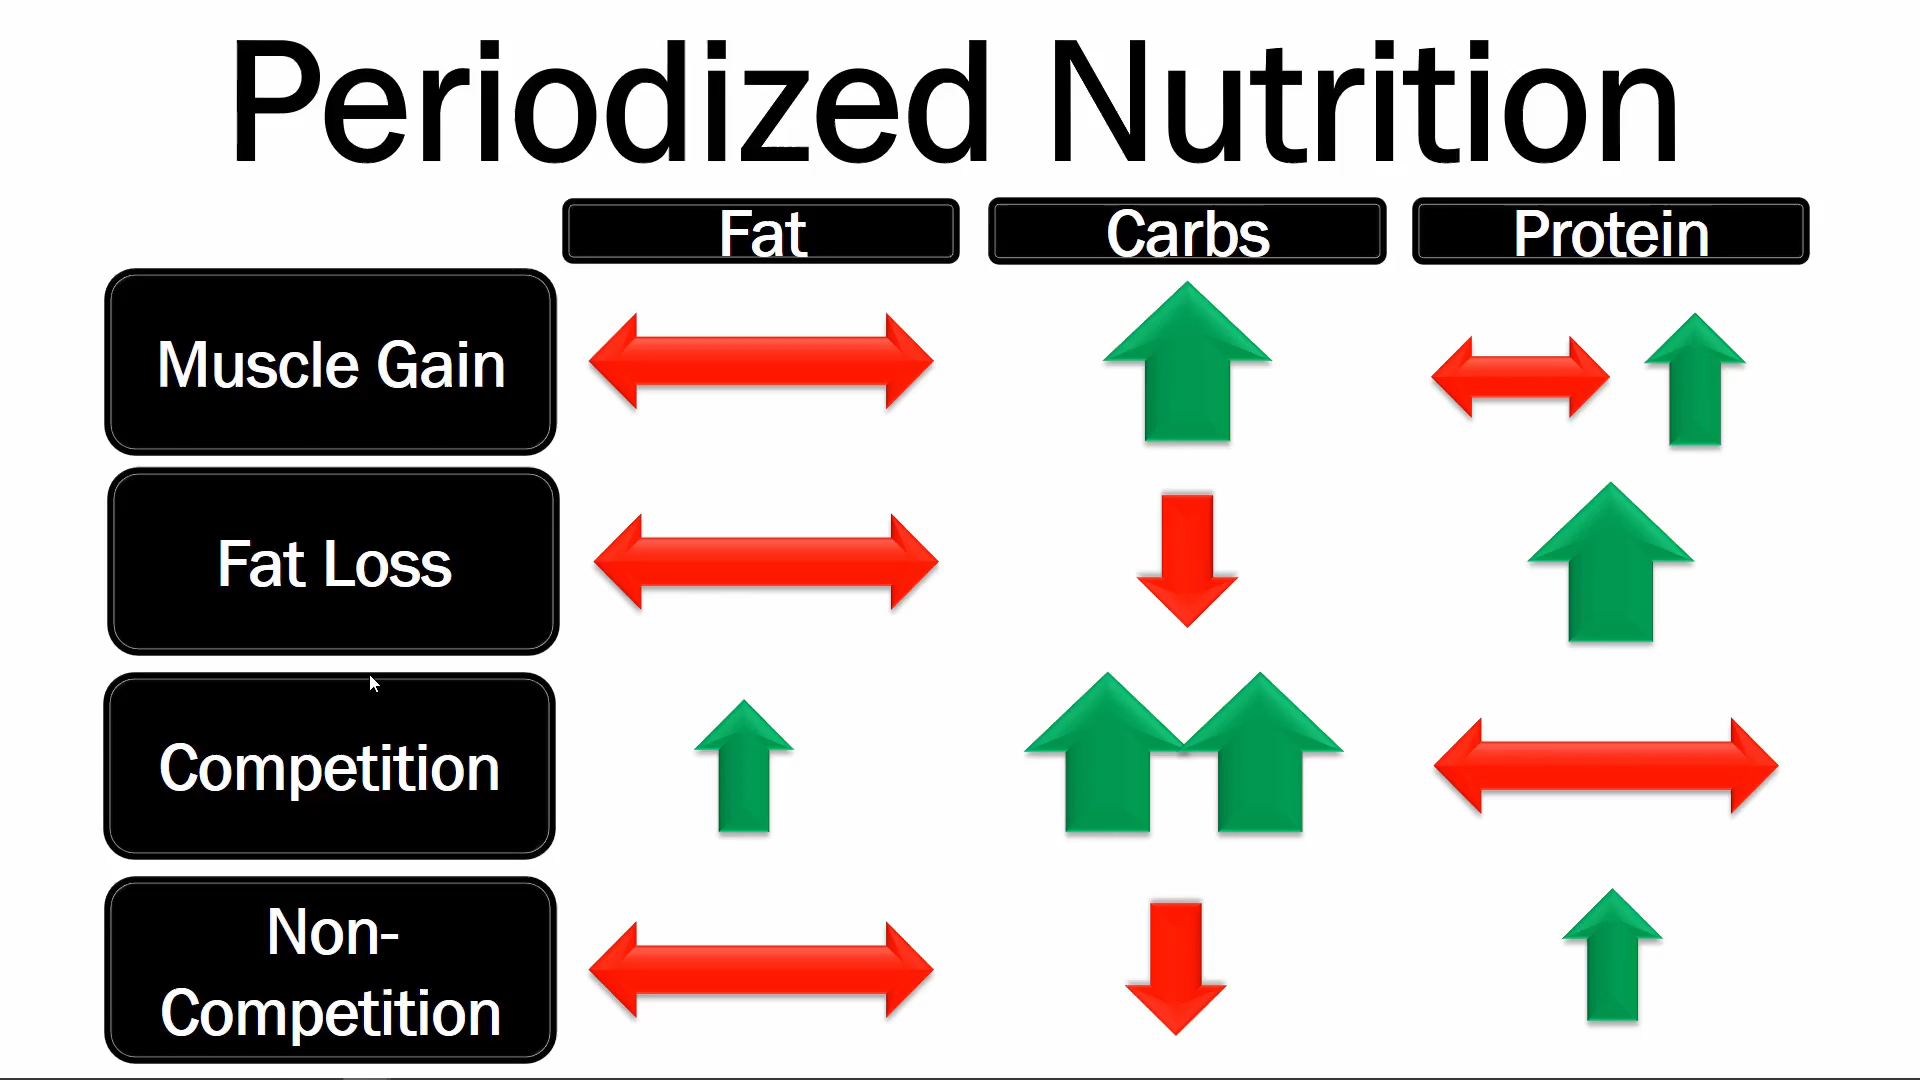 Periodized Nutrition
Fat
Carbs
Protein
Muscle Gain
Fat Loss
Competition
Non-
Competition